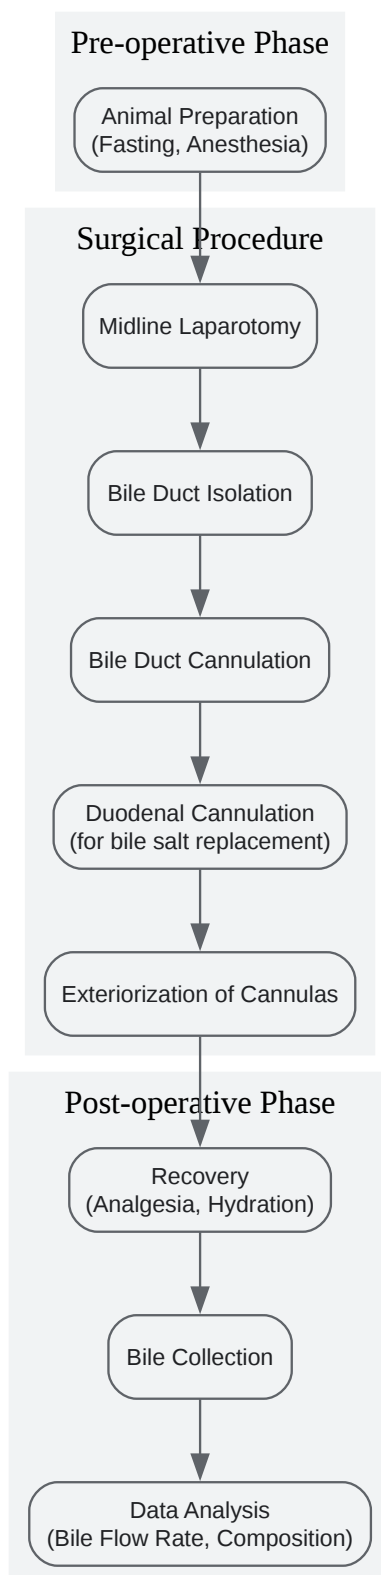 Pre-operative Phase
Animal Preparation
(Fasting, Anesthesia)
Surgical Procedure
Midline Laparotomy
Bile Duct Isolation
Bile Duct Cannulation
Duodenal Cannulation
(for bile salt replacement)
Exteriorization of Cannulas
Post-operative Phase
Recovery
(Analgesia, Hydration)
Bile Collection
Data Analysis
(Bile Flow Rate, Composition)